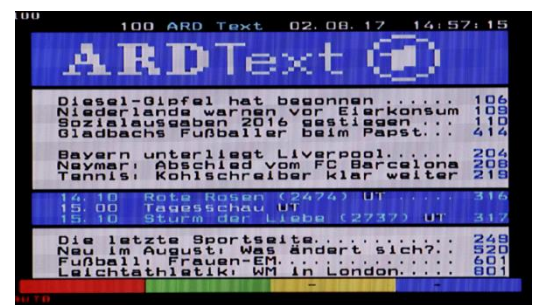 100
100 ARD Text 02.08.17 14:57:15
ARDText
Diesel-Gipfel hat begonnen...... 106
Niederlande warnen vor Eierkonsum 109
Sozialausgaben 2016 gestiegen ... 110
Gladbachs Fußballer beim Papst... 414
Bayern unterliegt Liverpool...... 204
Neymar: Abschied vom FC Barcelona 208
Tennis: Kohlschreiber klar weiter 219
14.10 Rote Rosen (2474) UT ...... 316
15.00 Tagesschau UT
15.10 Sturm der Liebe (2737) UT 317
Die letzte Sportseite........... 249
Neu im August: Was ändert sich?. 520
Fußball: Frauen-EM.............. 601
Leichtathletik: WM in London.... 801